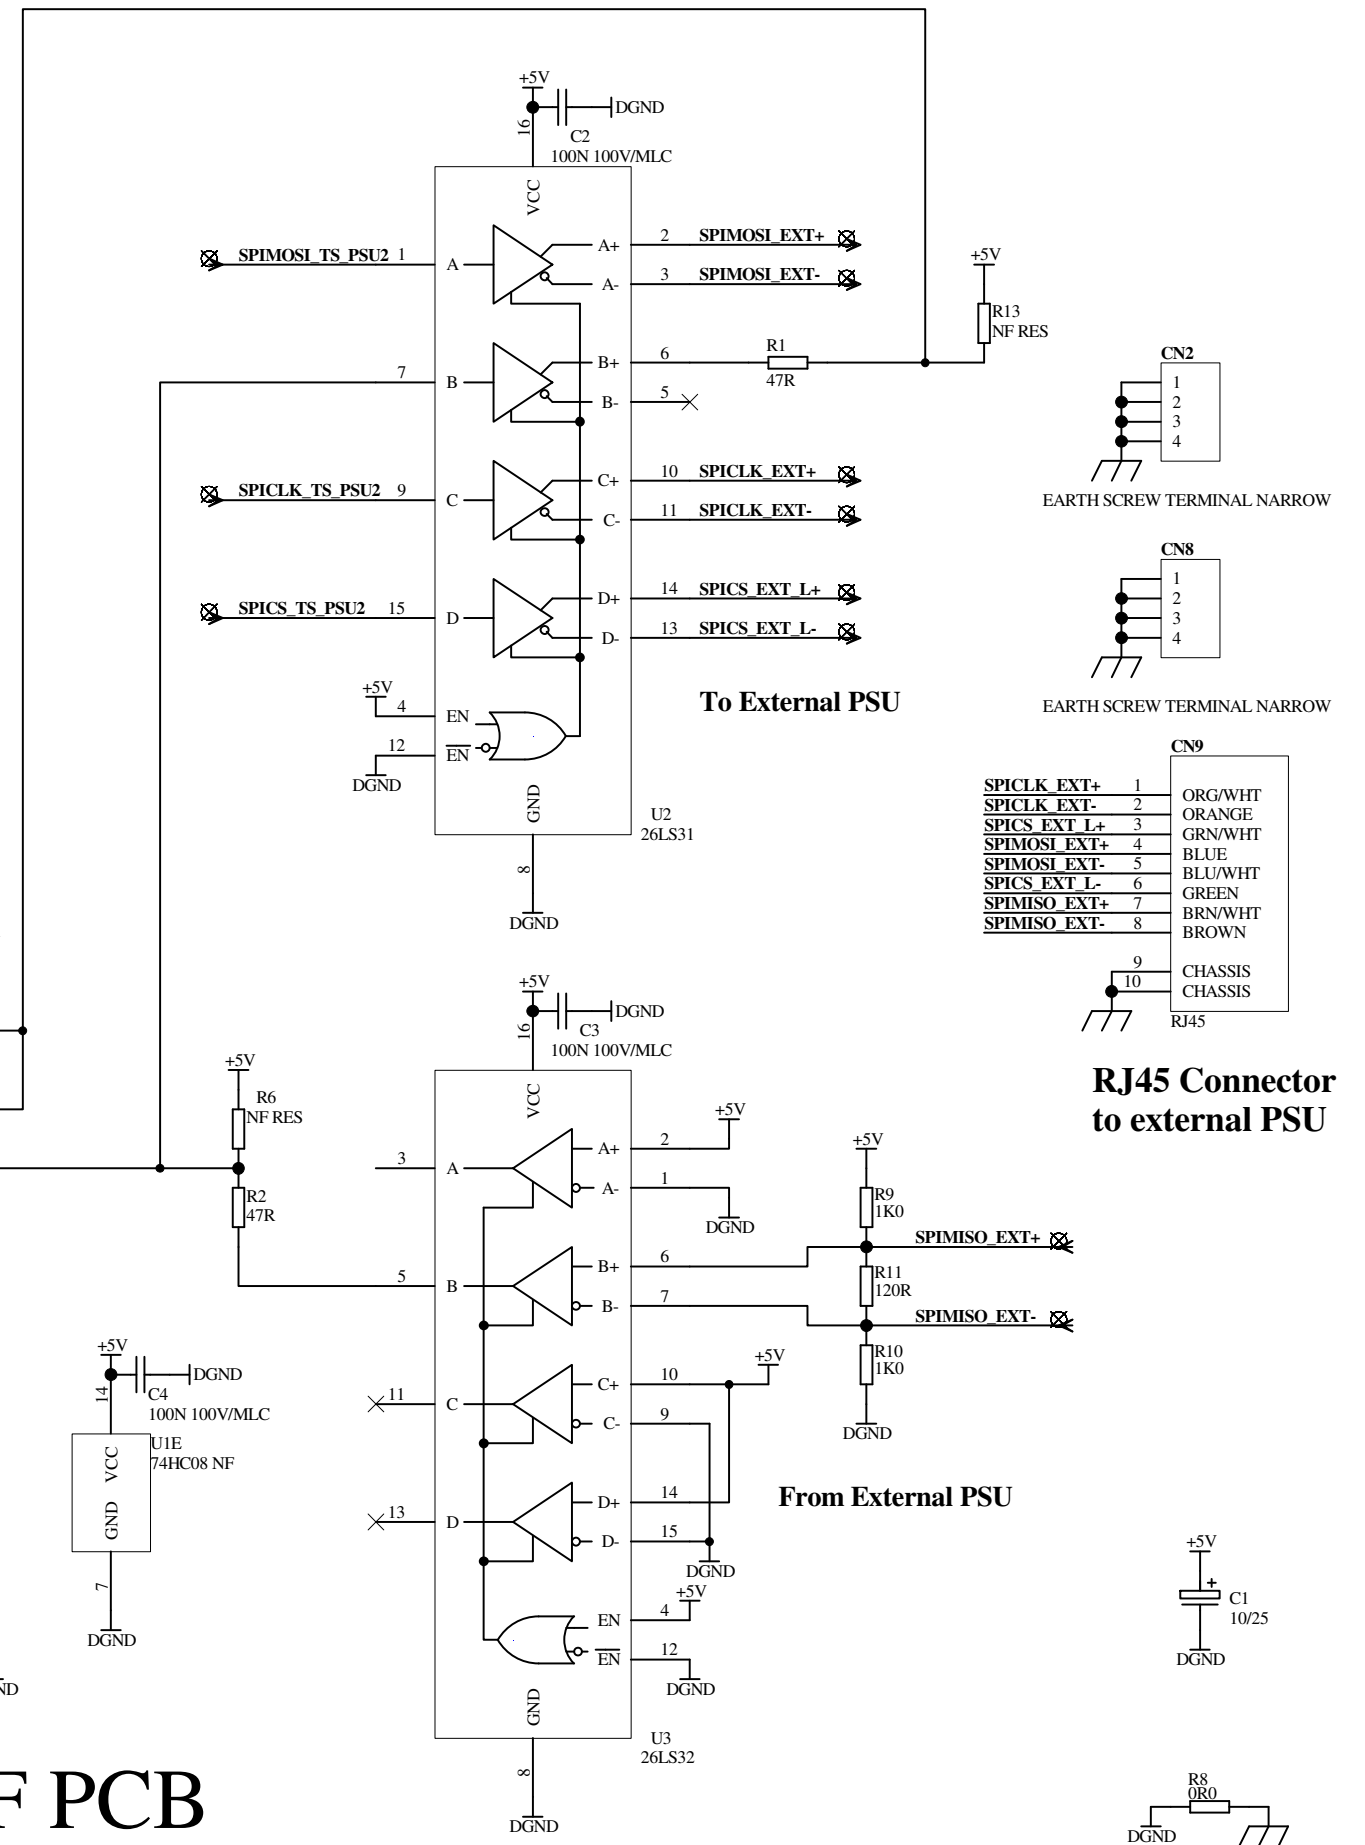 +5V
DGND
16
C2
100N 100V/MLC
VCC
SPIMOSI_TS_PSU2 1
A
A+
2
SPIMOSI_EXT+
A-
3
SPIMOSI_EXT-
+5V
R13
NF RES
7
B
B+
6
R1
47R
B-
5
CN2
1
2
3
4
EARTH SCREW TERMINAL NARROW
SPICLK_TS_PSU2 9
C
C+
10
SPICLK_EXT+
C-
11
SPICLK_EXT-
CN8
1
2
3
4
EARTH SCREW TERMINAL NARROW
SPICS_TS_PSU2 15
D
D+
14
SPICS_EXT_L+
D-
13
SPICS_EXT_L-
To External PSU
+5V
4
EN
12
EN
DGND
GND
U2
26LS31
8
DGND
CN9
SPICLK_EXT+ 1 ORG/WHT
SPICLK_EXT- 2 ORANGE
SPICS_EXT_L+ 3 GRN/WHT
SPIMOSI_EXT+ 4 BLUE
SPIMOSI_EXT- 5 BLU/WHT
SPICS_EXT_L- 6 GREEN
SPIMISO_EXT+ 7 BRN/WHT
SPIMISO_EXT- 8 BROWN
9 CHASSIS
10 CHASSIS
RJ45
RJ45 Connector
to external PSU
+5V
DGND
16
C3
100N 100V/MLC
VCC
+5V
R6
NF RES
R2
47R
3
A
A+
2
+5V
A-
1
DGND
5
B
B+
6
B-
7
+5V
R9
1K0
SPIMISO_EXT+
R11
120R
SPIMISO_EXT-
R10
1K0
DGND
+5V
DGND
14
C4
100N 100V/MLC
U1E
74HC08 NF
VCC
GND
7
DGND
11
C
C+
10
+5V
C-
9
13
D
D+
14
D-
15
DGND
From External PSU
+5V
EN
4
EN
12
DGND
GND
U3
26LS32
8
DGND
+5V
+
C1
10/25
DGND
ND
F PCB
R8
0R0
DGND